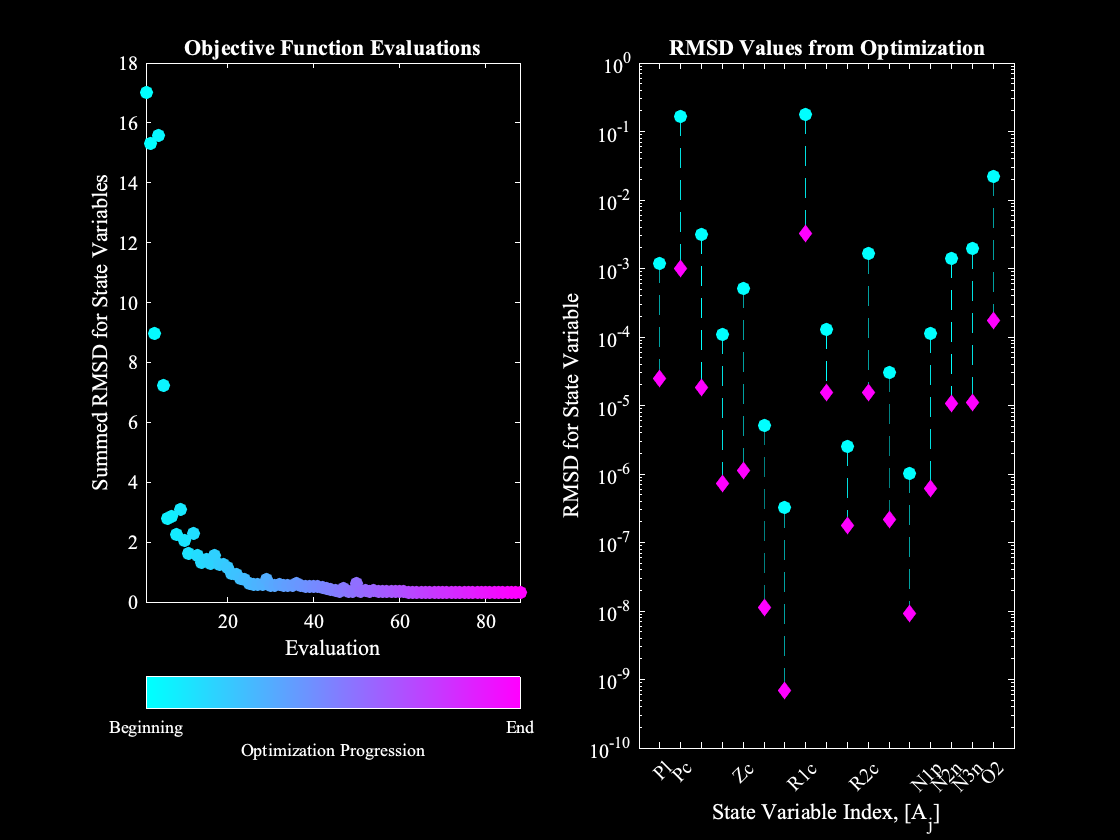 Objective Function Evaluations
18
16
14
12
10
8
6
4
2
0
Summed RMSD for State Variables
20 40 60 80
Evaluation
Beginning End
Optimization Progression
RMSD Values from Optimization
10^0
10^-1
10^-2
10^-3
10^-4
10^-5
10^-6
10^-7
10^-8
10^-9
10^-10
RMSD for State Variable
P1 Pc Zc R1c R2c N1p N2n N3n O2
State Variable Index, [A_j]